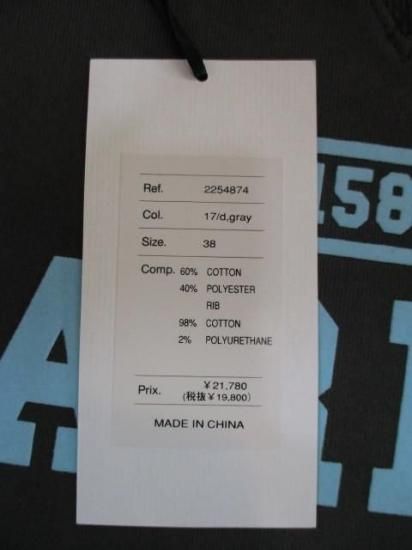 Ref. 2254874
Col. 17/d,gray
Size. 38
Comp. 60% COTTON
40% POLYESTER
RIB
98% COTTON
2% POLYURETHANE
Prix. ¥21,780
(税抜¥19,800)
MADE IN CHINA
158
A